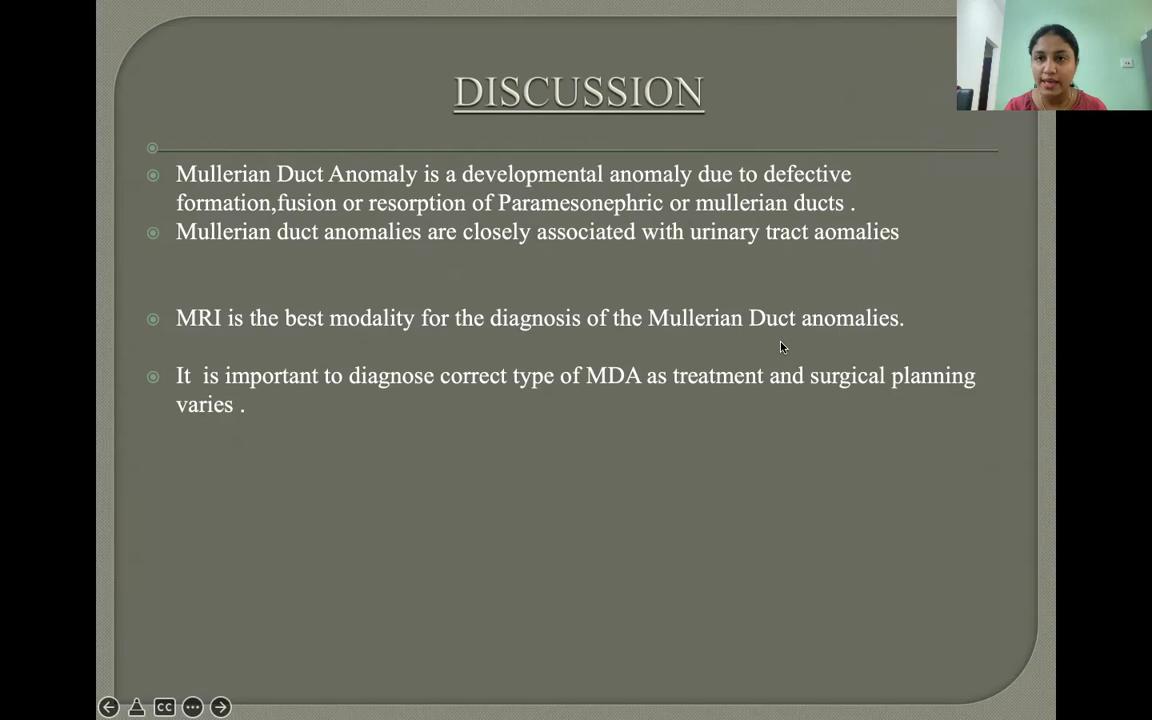 DISCUSSION
Mullerian Duct Anomaly is a developmental anomaly due to defective
formation,fusion or resorption of Paramesonephric or mullerian ducts .
Mullerian duct anomalies are closely associated with urinary tract aomalies
MRI is the best modality for the diagnosis of the Mullerian Duct anomalies.
It  is important to diagnose correct type of MDA as treatment and surgical planning
varies .
CC